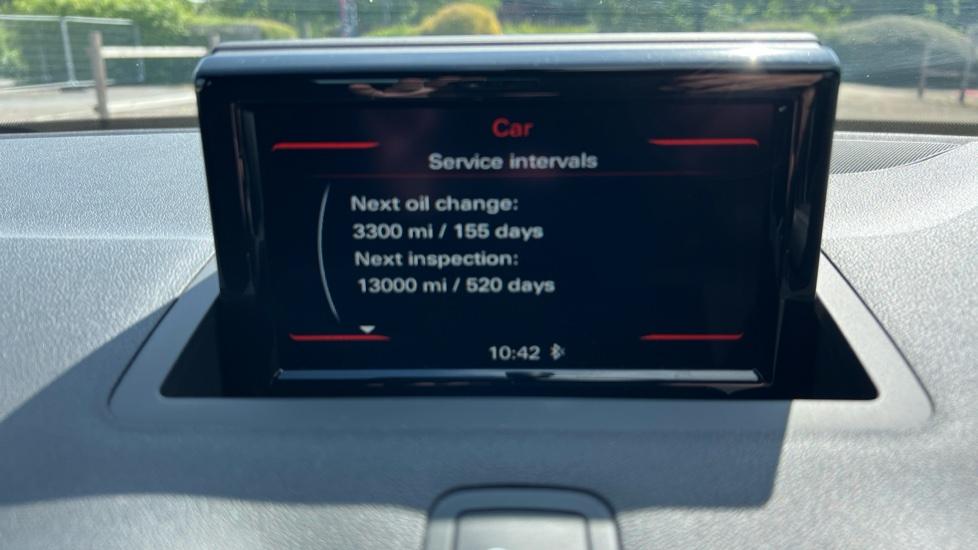 Car
Service intervals
Next oil change:
3300 mi / 155 days
Next inspection:
13000 mi / 520 days
10:42